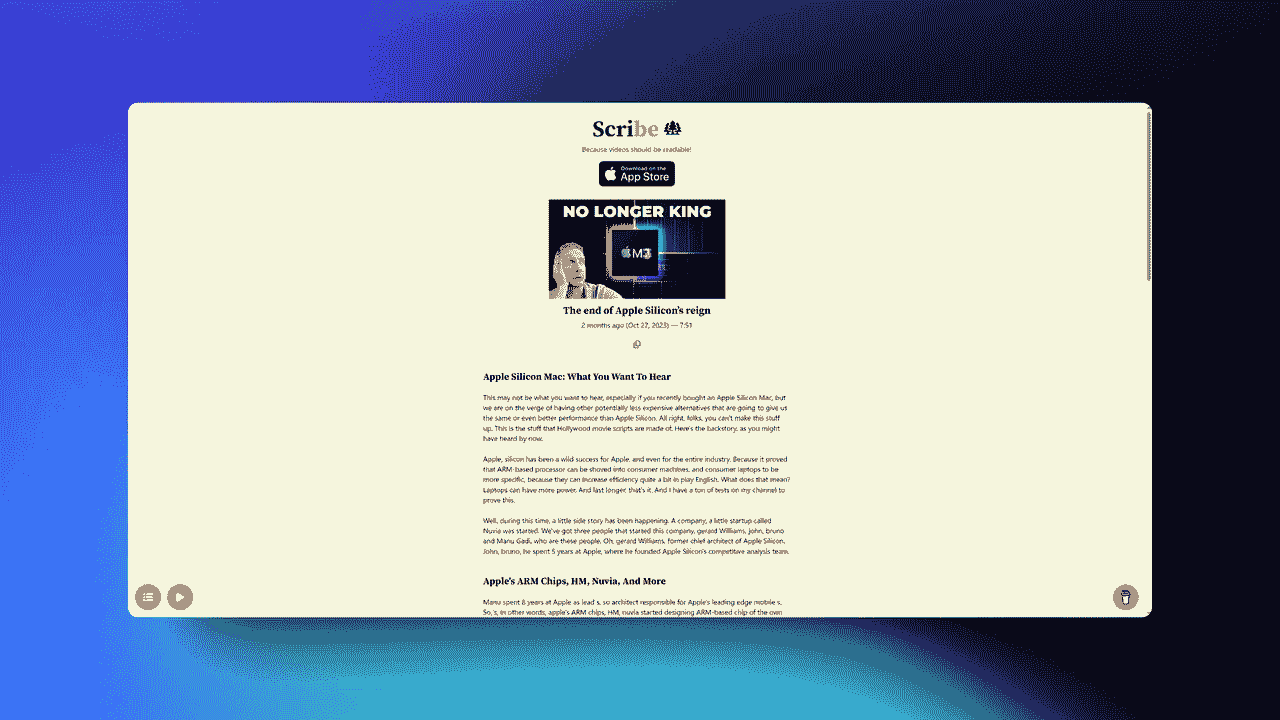 Scribe
Because videos should be readable!
Download on the
App Store
NO LONGER KING
M3
The end of Apple Silicon's reign
2 months ago (Oct 27, 2023) — 7:51
Apple Silicon Mac: What You Want To Hear
This may not be what you want to hear, especially if you recently bought an Apple Silicon Mac, but
we are on the verge of having other potentially less expensive alternatives that are going to give us
the same or even better performance than Apple Silicon. All right, folks, you can't make this stuff
up. This is the stuff that Hollywood movie scripts are made of. Here's the backstory, as you might
have heard by now.
Apple, silicon has been a wild success for Apple, and even for the entire industry. Because it proved
that ARM-based processor can be shoved into consumer machines, and consumer laptops to be
more specific, because they can increase efficiency quite a bit in play English. What does that mean?
Laptops can have more power. And last longer, that's it. And I have a ton of tests on my channel to
prove this.
Well, during this time, a little side story has been happening. A company, a little startup called
Nuvia was started. We've got three people that started this company, gerard Williams, john, bruno
and Manu Gadi, who are these people. Oh, gerard Williams, former chief architect of Apple Silicon.
John, bruno, he spent 5 years at Apple, where he founded Apple Silicon's competitive analysis team.
Apple's ARM Chips, HM, Nuvia, And More
Manu spent 8 years at Apple as lead s, so architect responsible for Apple's leading edge mobile s.
So, 's, in other words, apple's ARM chips, HM, nuvia started designing ARM-based chip of the own